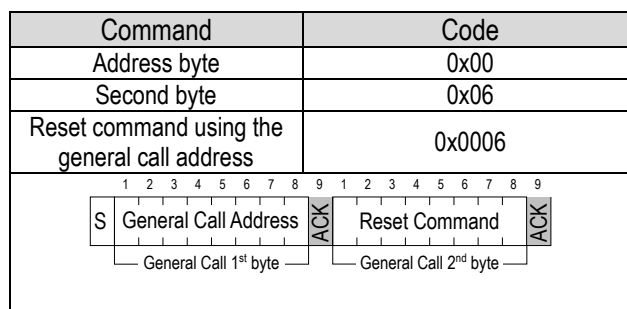 Command Code
Address byte 0x00
Second byte 0x06
Reset command using the
general call address 0x0006
1 2 3 4 5 6 7 8 9 1 2 3 4 5 6 7 8 9
S General Call Address ACK Reset Command ACK
General Call 1st byte General Call 2nd byte